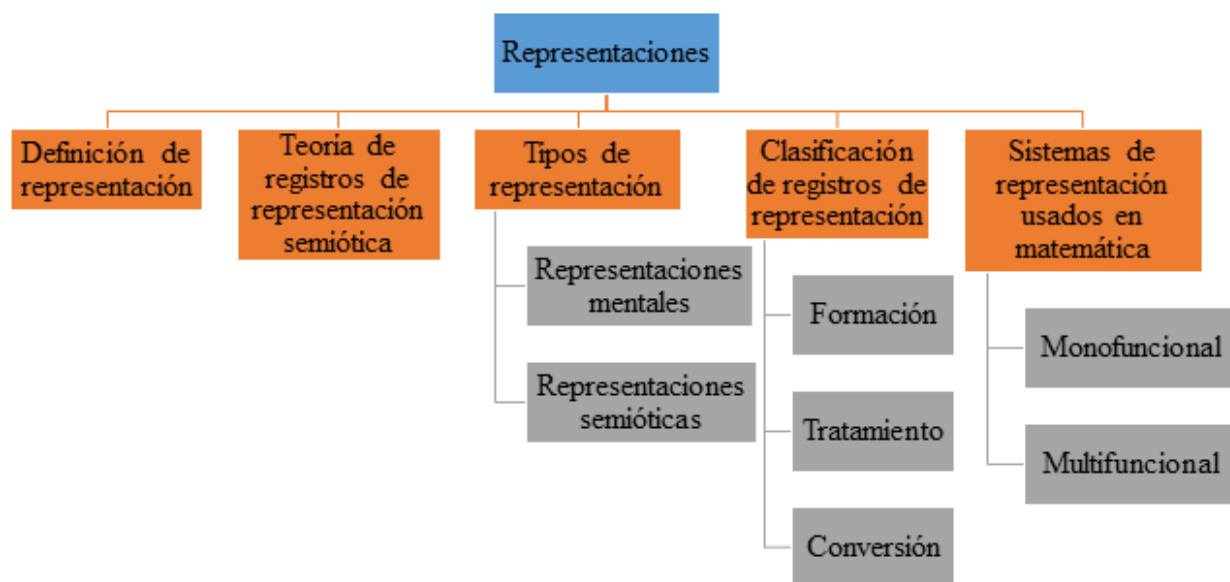 Representaciones
Definición de
representación
Teoría de
registros de
representación
semiótica
Tipos de
representación
Representaciones
mentales
Representaciones
semióticas
Clasificación
de registros de
representación
Formación
Tratamiento
Conversión
Sistemas de
representación
usados en
matemática
Monofuncional
Multifuncional